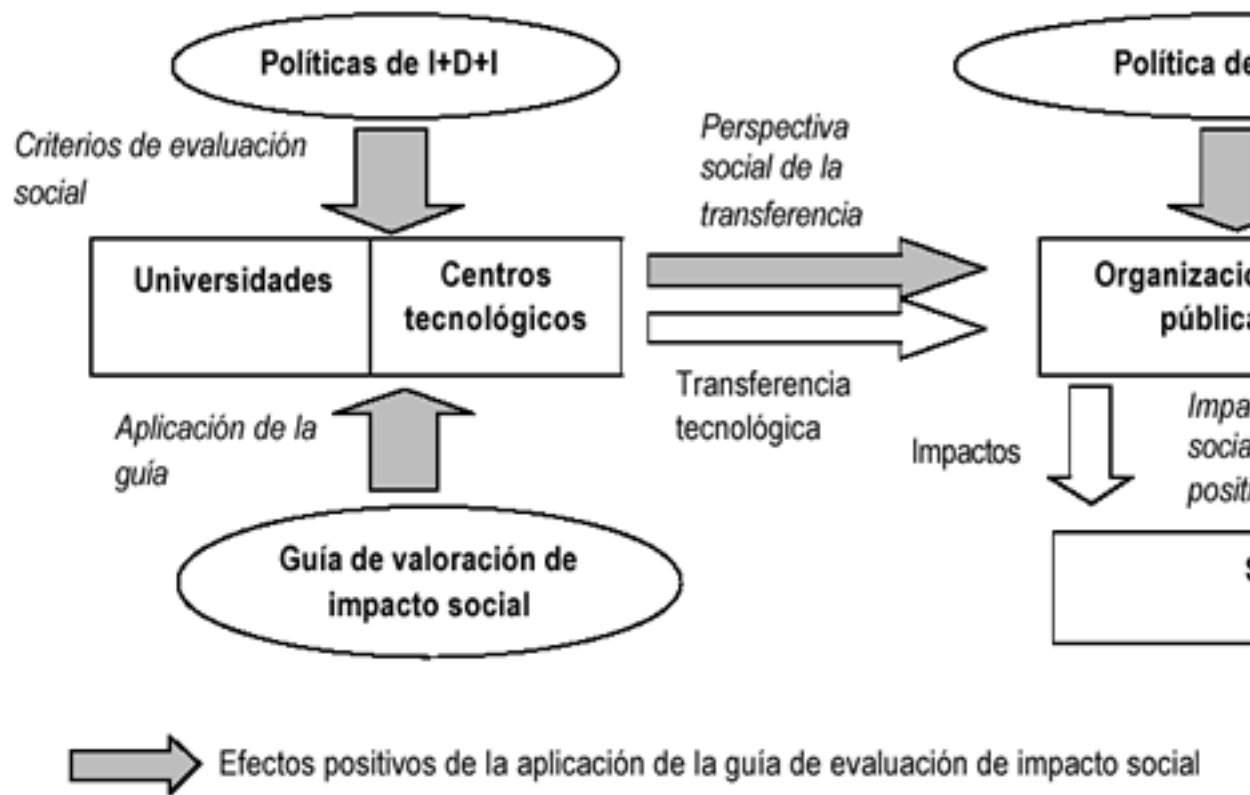 Políticas de I+D+I
Política de
Criterios de evaluación
social
Perspectiva
social de la
transferencia
Universidades
Centros
tecnológicos
Transferencia
tecnológica
Aplicación de la
guía
Impactos
Guía de valoración de
impacto social
Efectos positivos de la aplicación de la guía de evaluación de impacto social